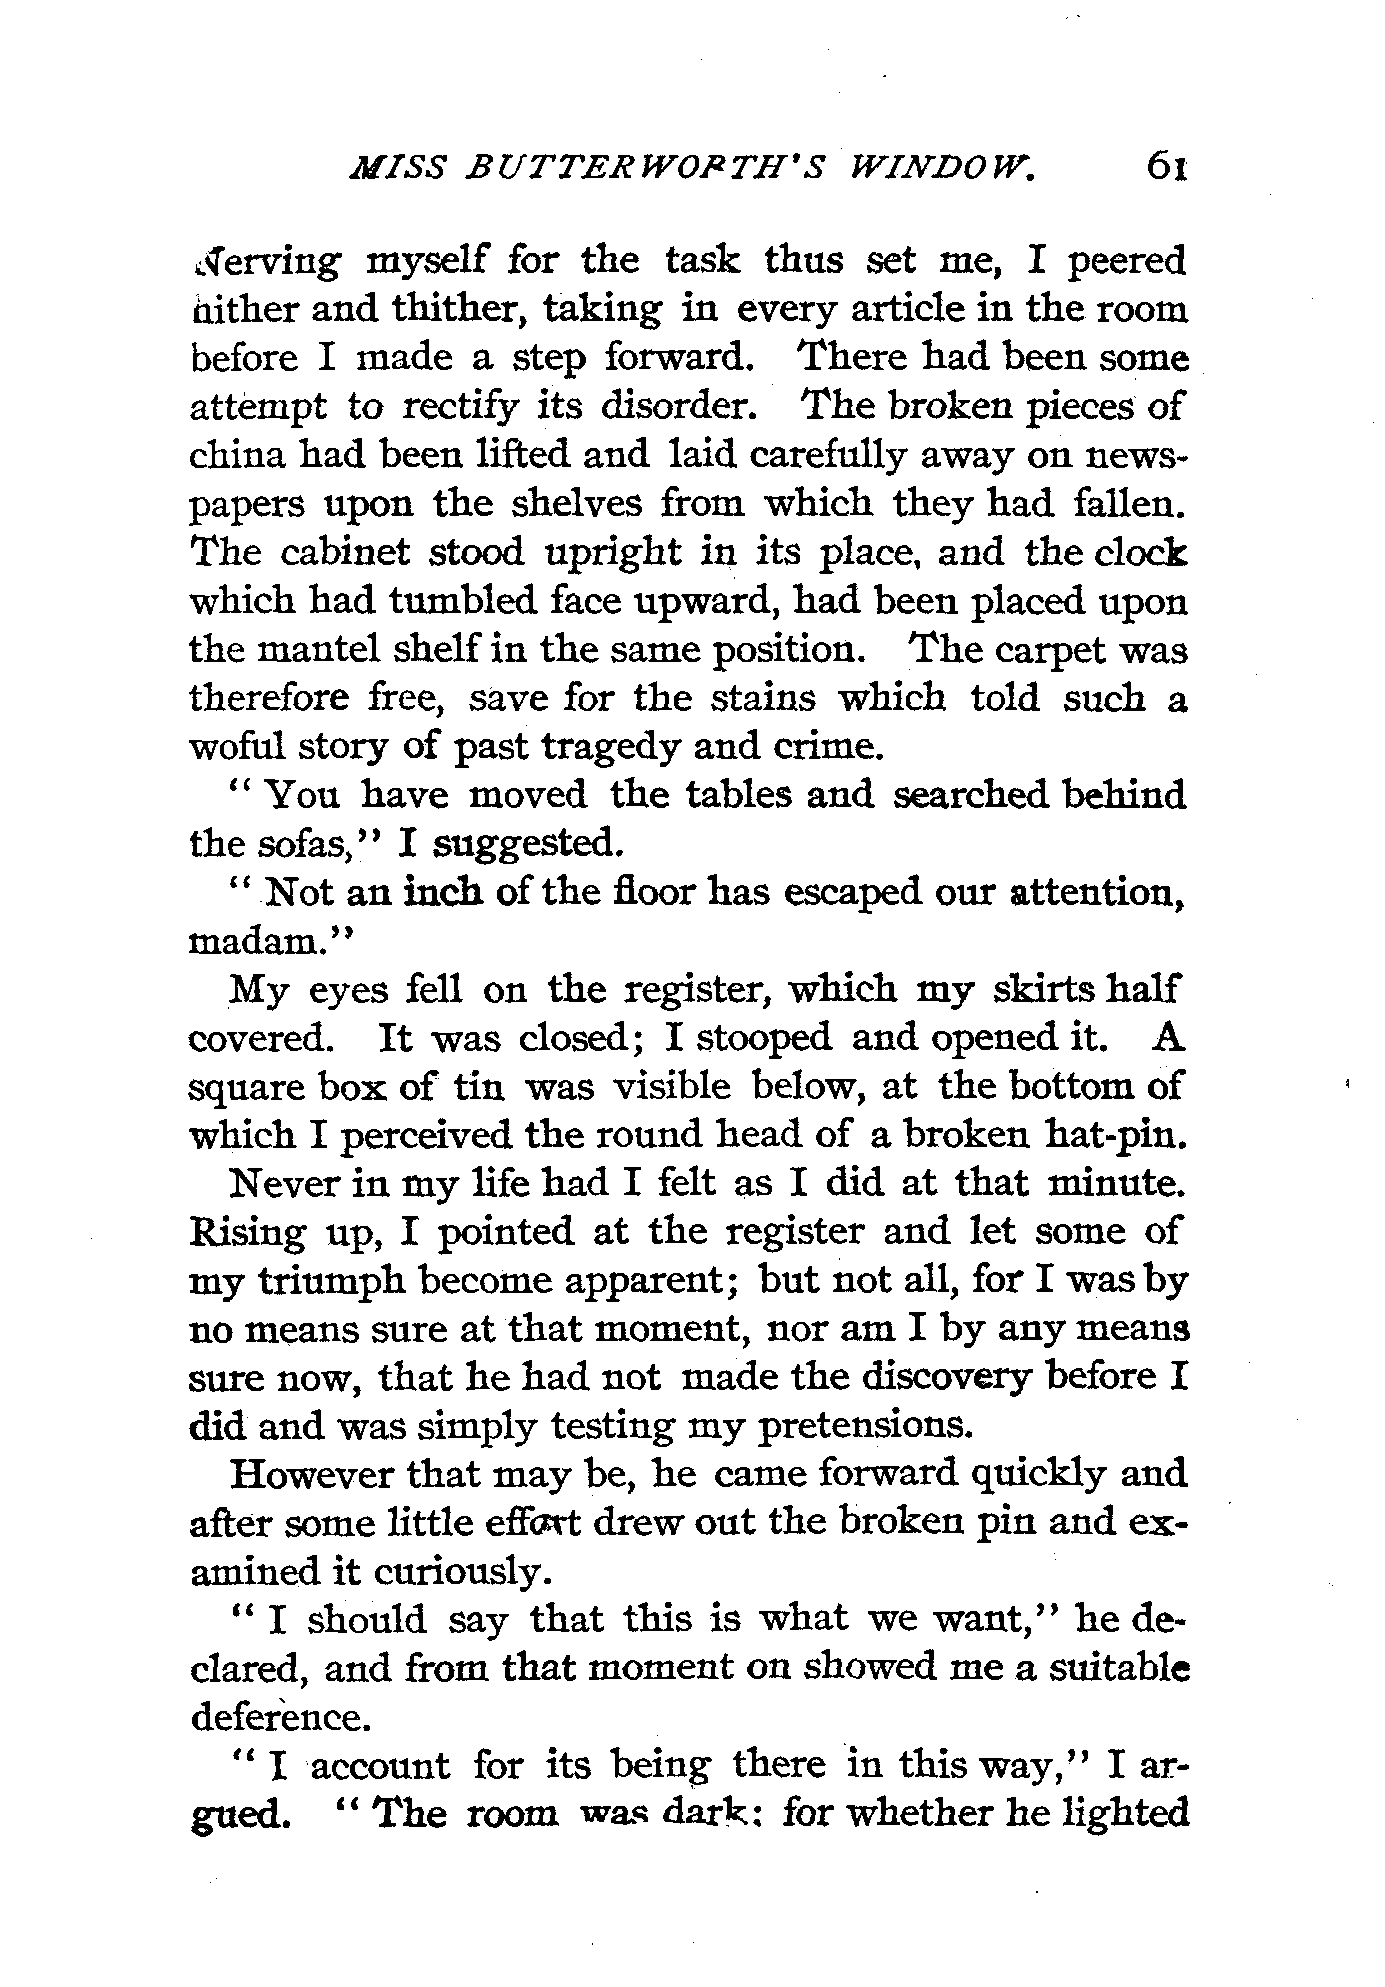 MISS BUTTERWORTH'S WINDOW. 61
Nerving myself for the task thus set me, I peered
hither and thither, taking in every article in the room
before I made a step forward. There had been some
attempt to rectify its disorder. The broken pieces of
china had been lifted and laid carefully away on news-
papers upon the shelves from which they had fallen.
The cabinet stood upright in its place, and the clock
which had tumbled face upward, had been placed upon
the mantel shelf in the same position. The carpet was
therefore free, save for the stains which told such a
woful story of past tragedy and crime.
"You have moved the tables and searched behind
the sofas," I suggested.
"Not an inch of the floor has escaped our attention,
madam."
My eyes fell on the register, which my skirts half
covered. It was closed; I stooped and opened it. A
square box of tin was visible below, at the bottom of
which I perceived the round head of a broken hat-pin.
Never in my life had I felt as I did at that minute.
Rising up, I pointed at the register and let some of
my triumph become apparent; but not all, for I was by
no means sure at that moment, nor am I by any means
sure now, that he had not made the discovery before I
did and was simply testing my pretensions.
However that may be, he came forward quickly and
after some little effort drew out the broken pin and ex-
amined it curiously.
"I should say that this is what we want," he de-
clared, and from that moment on showed me a suitable
deference.
"I account for its being there in this way," I ar-
gued. "The room was dark: for whether he lighted